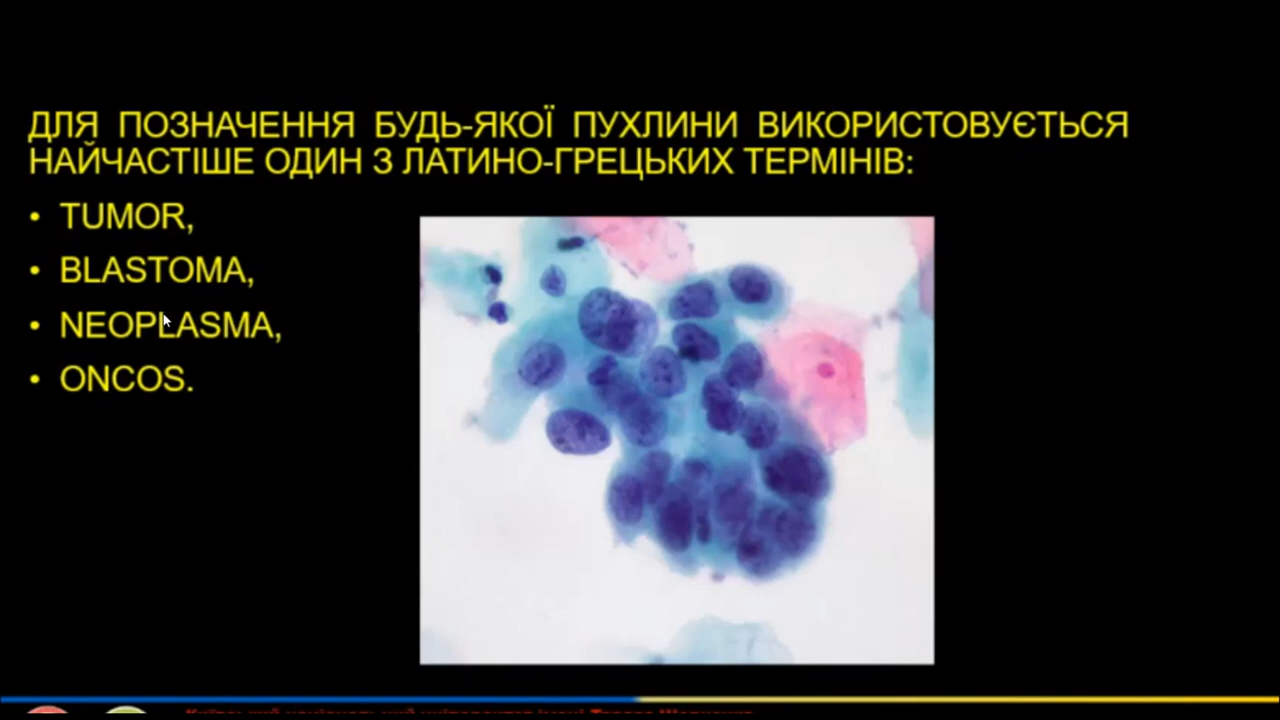 ДЛЯ ПОЗНАЧЕННЯ БУДЬ-ЯКОЇ ПУХЛИНИ ВИКОРИСТОВУЄТЬСЯ
НАЙЧАСТІШЕ ОДИН З ЛАТИНО-ГРЕЦЬКИХ ТЕРМІНІВ:
• TUMOR,
• BLASTOMA,
• NEOPLASMA,
• ONCOS.